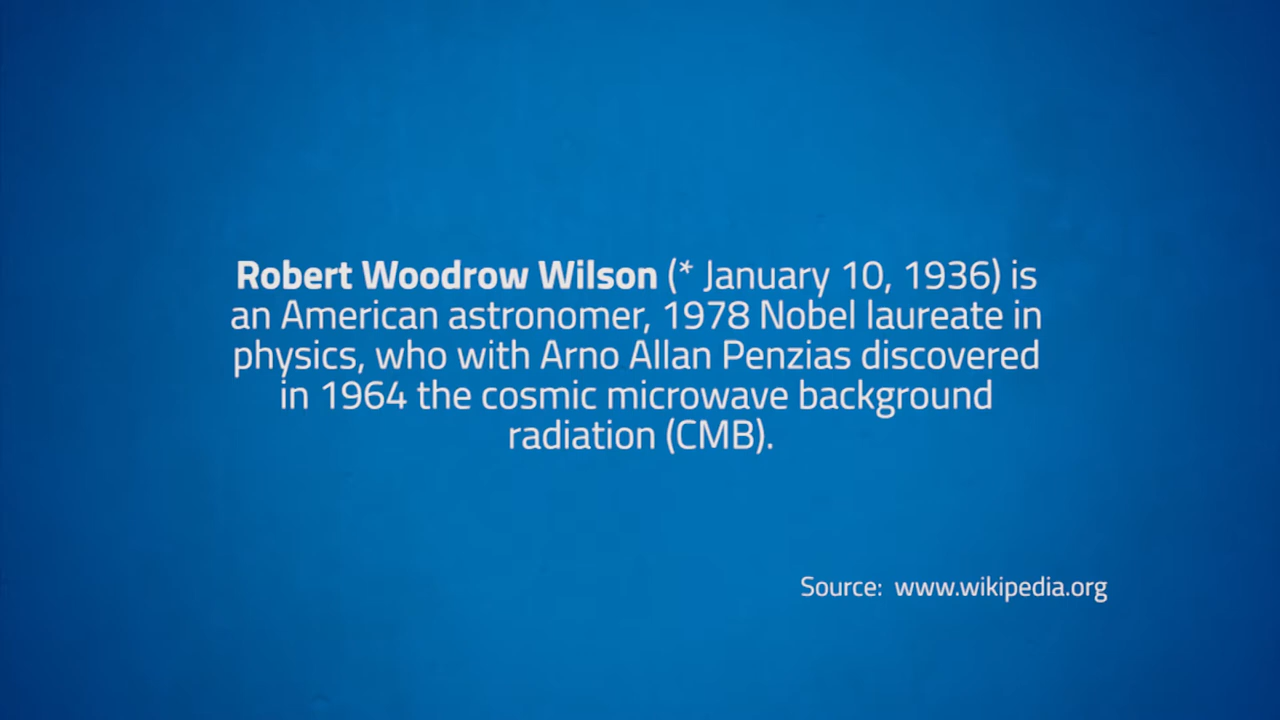 Robert Woodrow Wilson (* January 10, 1936) is
an American astronomer, 1978 Nobel laureate in
physics, who with Arno Allan Penzias discovered
in 1964 the cosmic microwave background
radiation (CMB).
Source: www.wikipedia.org